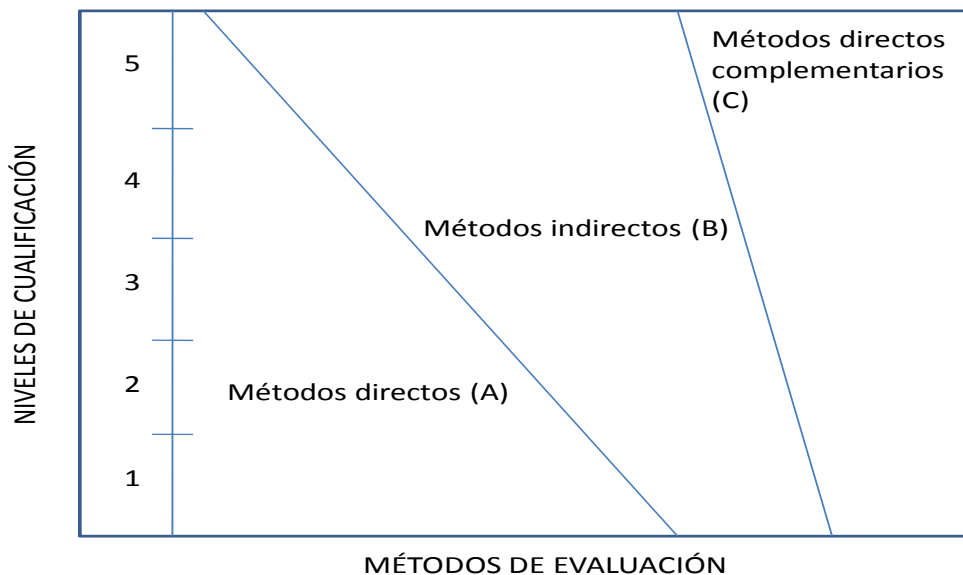 Métodos directos
complementarios
(C)
5
4
Métodos indirectos (B)
3
2
Métodos directos (A)
1
NIVELES DE CUALIFICACIÓN
MÉTODOS DE EVALUACIÓN